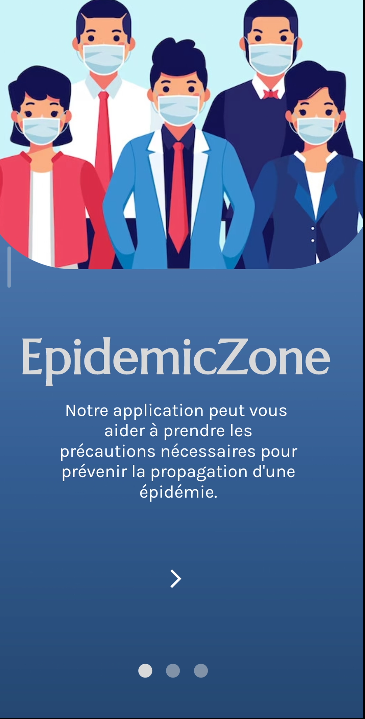 EpidemicZone
Notre application peut vous
aider à prendre les
précautions nécessaires pour
prévenir la propagation d'une
épidémie.